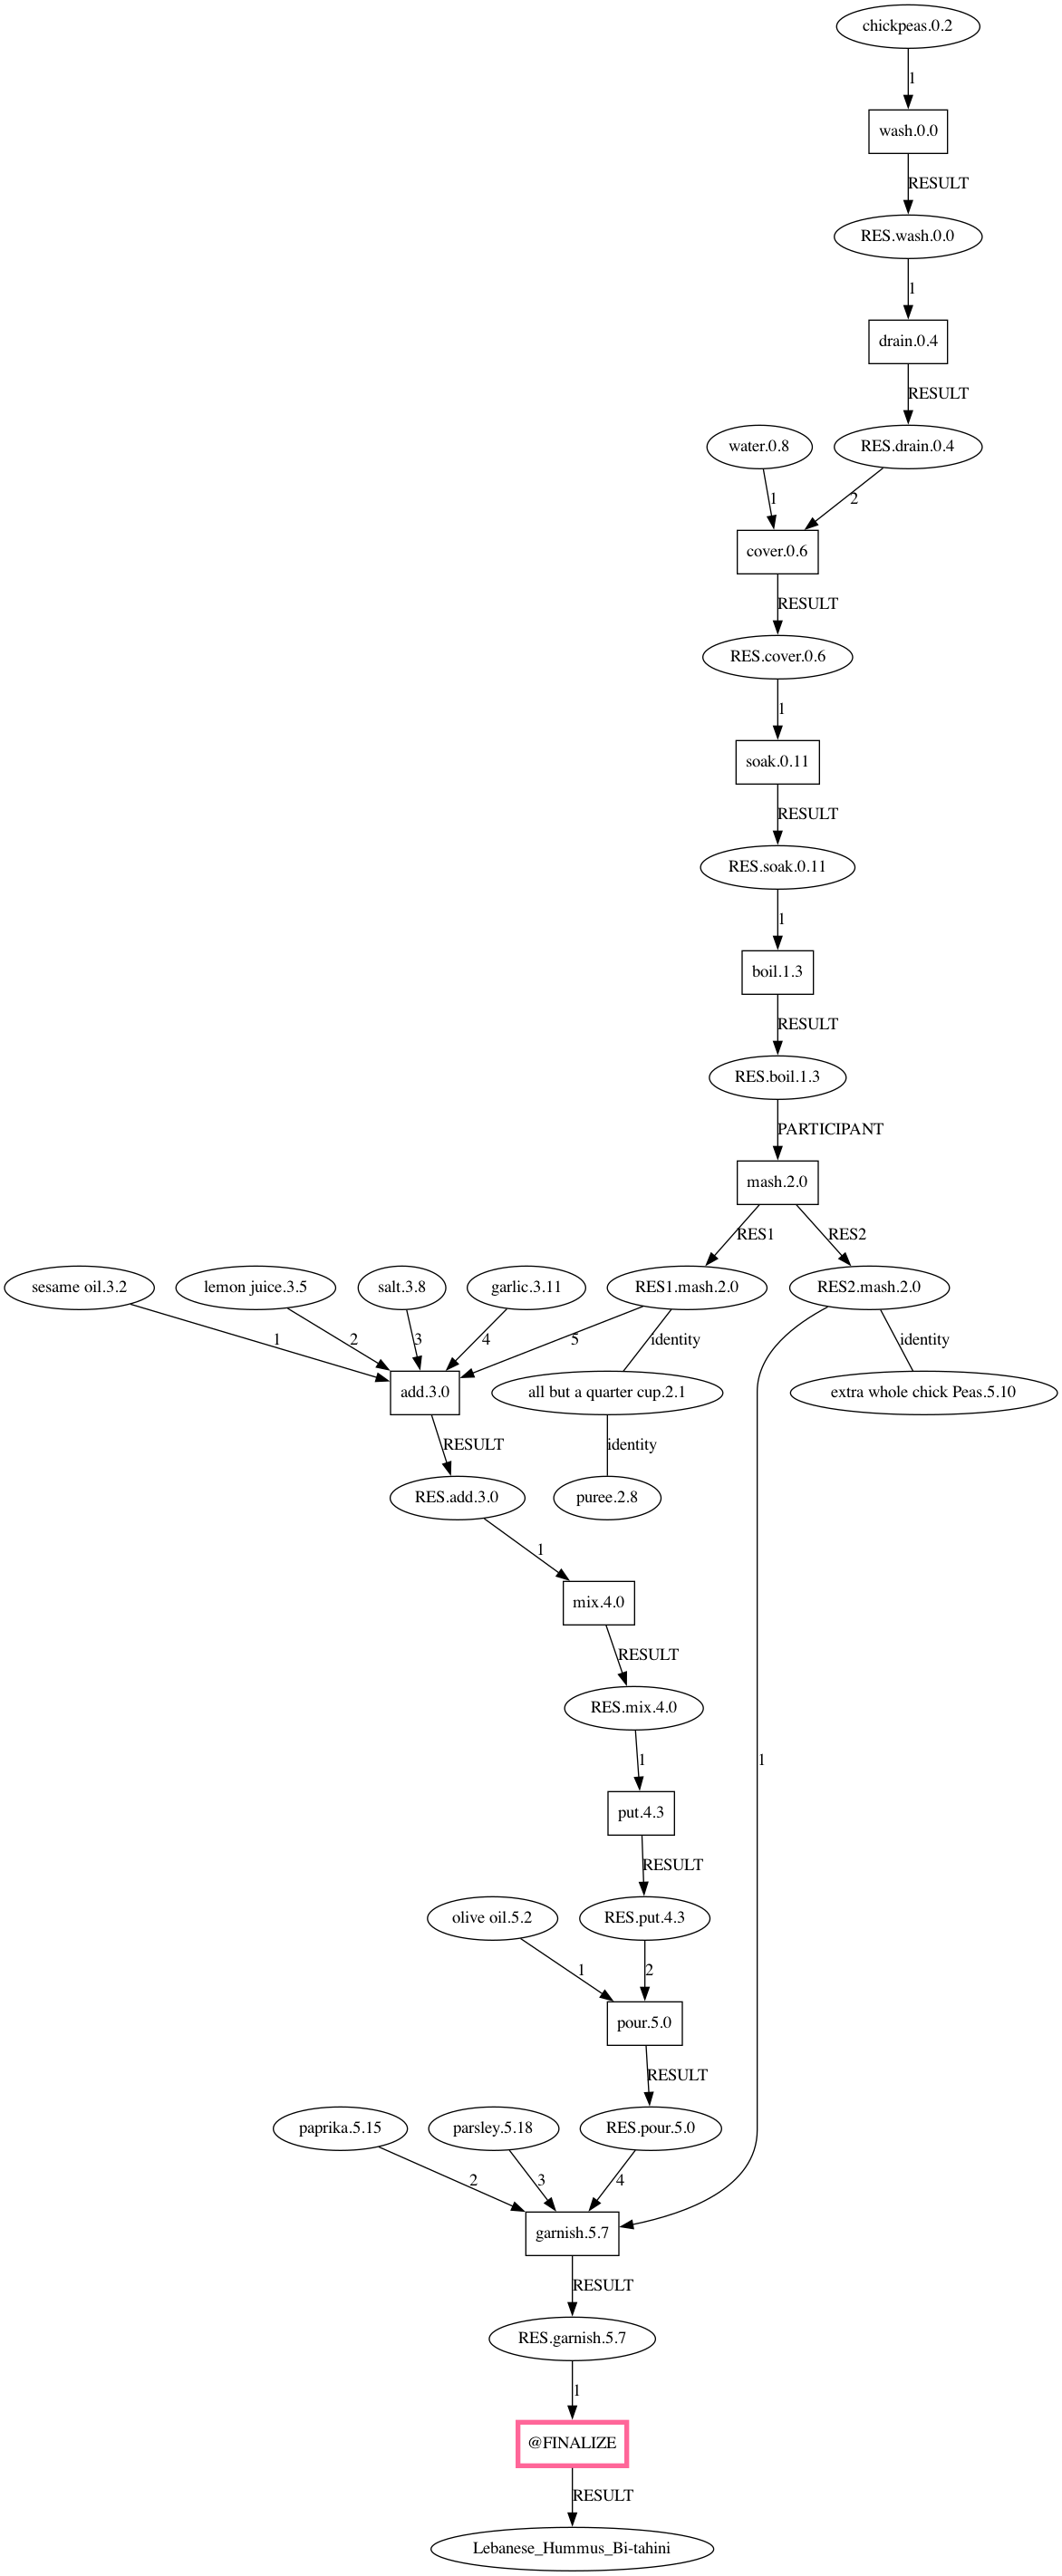 chickpeas.0.2
1
wash.0.0
RESULT
RES.wash.0.0
1
drain.0.4
RESULT
water.0.8
RES.drain.0.4
1
2
cover.0.6
RESULT
RES.cover.0.6
1
soak.0.11
RESULT
RES.soak.0.11
1
boil.1.3
RESULT
RES.boil.1.3
PARTICIPANT
mash.2.0
RES1
RES2
sesame oil.3.2
lemon juice.3.5
salt.3.8
garlic.3.11
RES1.mash.2.0
RES2.mash.2.0
1
2
3
4
5
identity
identity
add.3.0
all but a quarter cup.2.1
extra whole chick Peas.5.10
RESULT
identity
RES.add.3.0
puree.2.8
1
mix.4.0
RESULT
RES.mix.4.0
1
1
put.4.3
RESULT
olive oil.5.2
RES.put.4.3
1
2
pour.5.0
RESULT
paprika.5.15
parsley.5.18
RES.pour.5.0
2
3
4
garnish.5.7
RESULT
RES.garnish.5.7
1
@FINALIZE
RESULT
Lebanese_Hummus_Bi-tahini